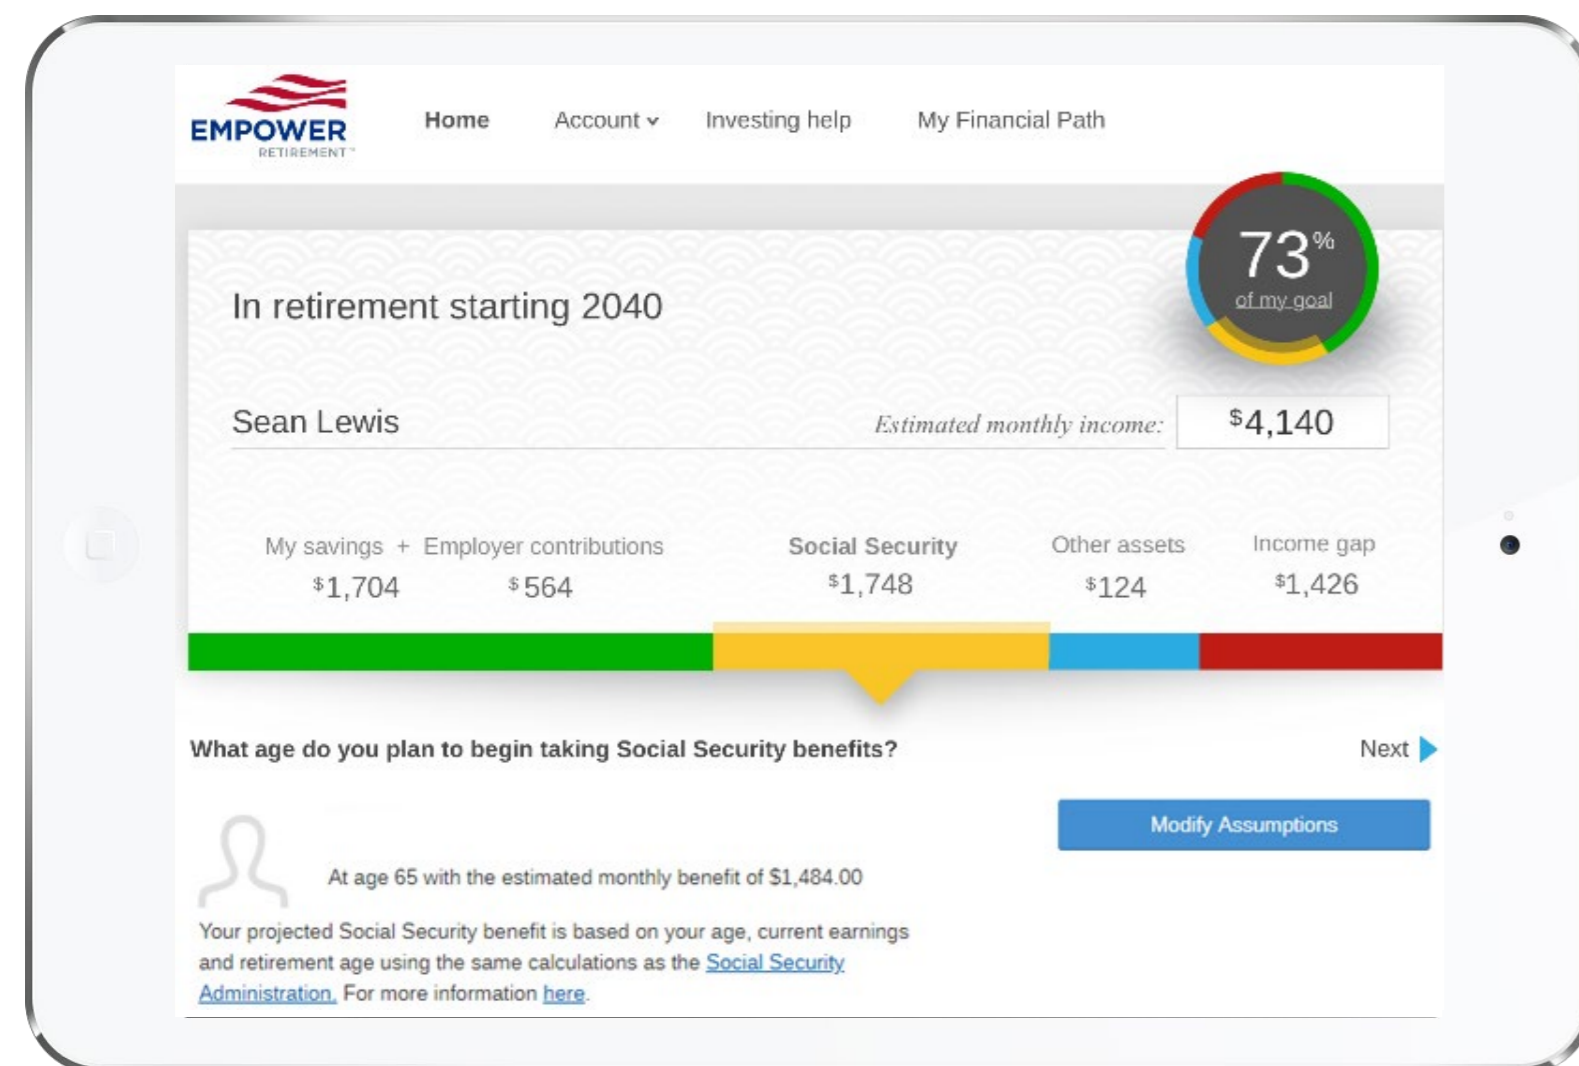 EMPOWER
RETIREMENT™
Home Account Investing help My Financial Path
73%
of my goal
In retirement starting 2040
Sean Lewis Estimated monthly income: $4,140
My savings + Employer contributions Social Security Other assets Income gap
$1,704 $564 $1,748 $124 $1,426
What age do you plan to begin taking Social Security benefits? Next
Modify Assumptions
At age 65 with the estimated monthly benefit of $1,484.00
Your projected Social Security benefit is based on your age, current earnings
and retirement age using the same calculations as the Social Security
Administration. For more information here.